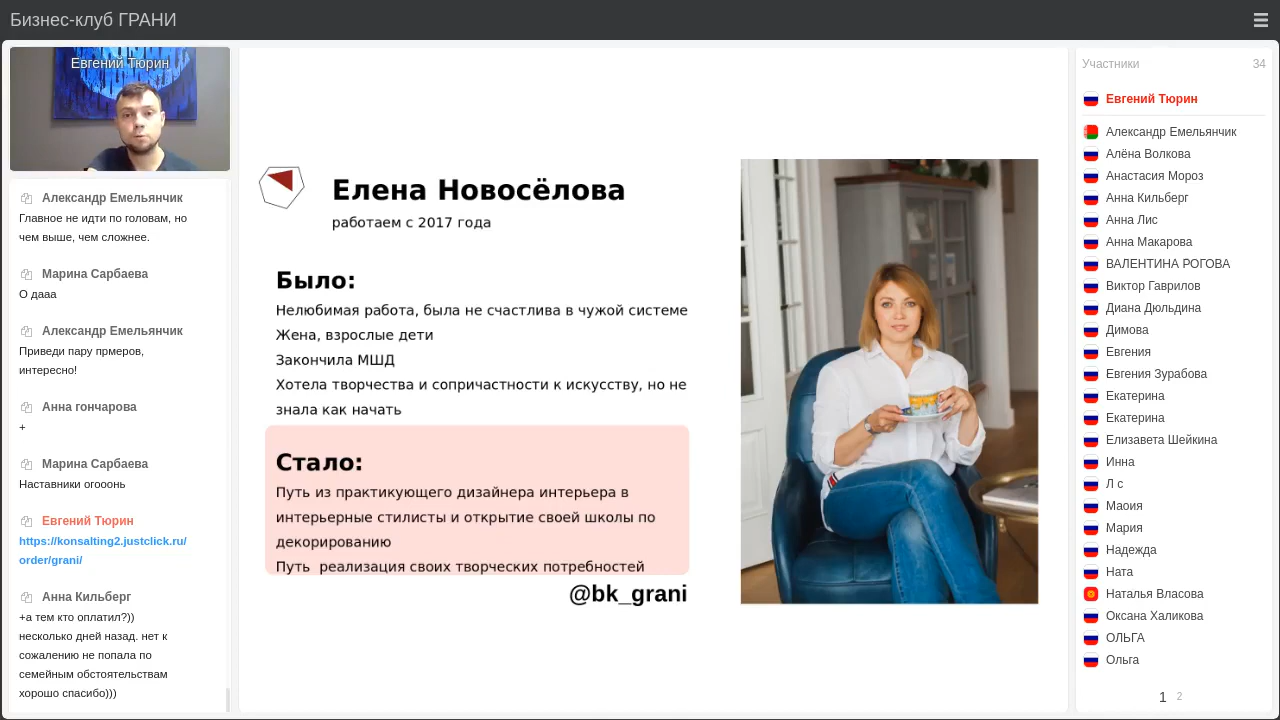 Бизнес-клуб ГРАНИ
Евгений Тюрин
Александр Емельянчик
Главное не идти по головам, но
чем выше, чем сложнее.
Марина Сарбаева
О дааа
Александр Емельянчик
Приведи пару прмеров,
интересно!
Анна гончарова
+
Марина Сарбаева
Наставники огооонь
Евгений Тюрин
https://konsalting2.justclick.ru/
order/grani/
Анна Кильберг
+а тем кто оплатил?))
несколько дней назад. нет к
сожалению не попала по
семейным обстоятельствам
хорошо спасибо)))
Елена Новосёлова
работаем с 2017 года
Было:
Нелюбимая работа, была не счастлива в чужой системе
Жена, взрослые дети
Закончила МШД
Хотела творчества и сопричастности к искусству, но не
знала как начать
Стало:
Путь из практикующего дизайнера интерьера в
интерьерные стилисты и открытие своей школы по
декорированию
Путь  реализация своих творческих потребностей
@bk_grani
Участники 34
Евгений Тюрин
Александр Емельянчик
Алёна Волкова
Анастасия Мороз
Анна Кильберг
Анна Лис
Анна Макарова
ВАЛЕНТИНА РОГОВА
Виктор Гаврилов
Диана Дюльдина
Димова
Евгения
Евгения Зурабова
Екатерина
Екатерина
Елизавета Шейкина
Инна
Л с
Маоия
Мария
Надежда
Ната
Наталья Власова
Оксана Халикова
ОЛЬГА
Ольга
1 2